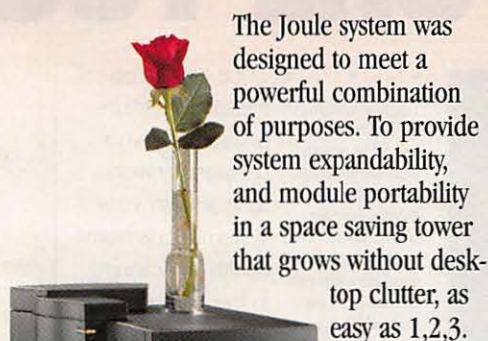 The Joule system was
designed to meet a
powerful combination
of purposes. To provide
system expandability,
and module portability
in a space saving tower
that grows without desk-
top clutter, as
easy as 1,2,3.